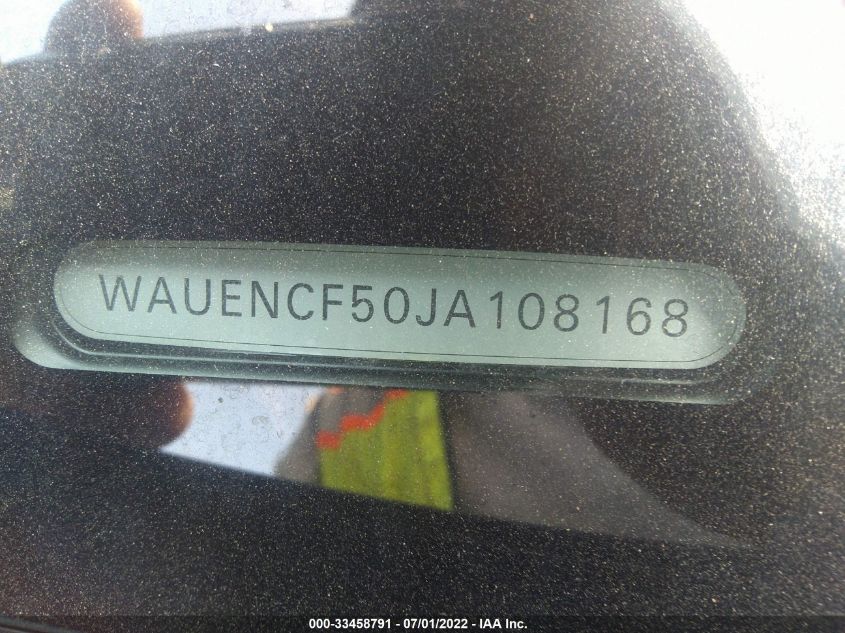 WAUENCF50JA108168
000-33458791 - 07/01/2022 - IAA Inc.